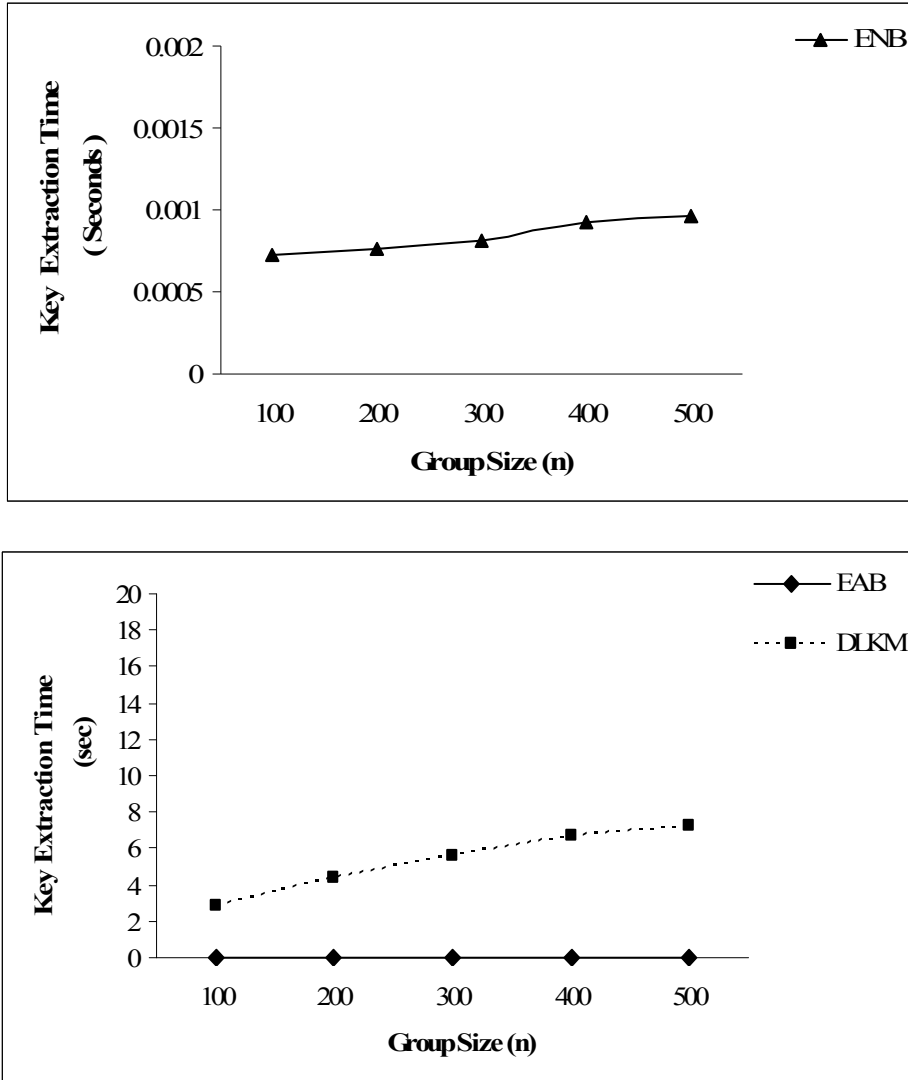 ENB
0.002
0.0015
0.001
0.0005
0
Key Extraction Time
( Seconds )
100 200 300 400 500
Group Size (n)
EAB
DLKM
20
18
16
14
12
10
8
6
4
2
0
Key Extraction Time
(sec)
100 200 300 400 500
Group Size (n)